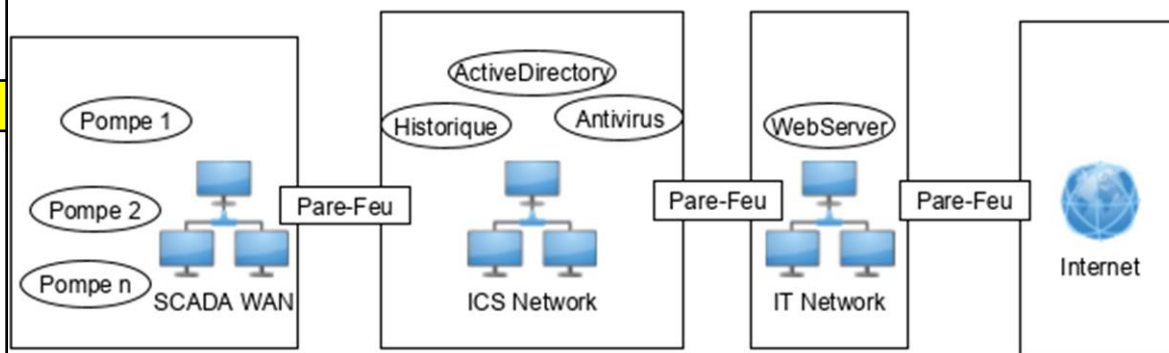 Pompe 1
Pompe 2
Pompe n
SCADA WAN
Pare-Feu
ActiveDirectory
Historique
Antivirus
ICS Network
Pare-Feu
WebServer
IT Network
Pare-Feu
Internet